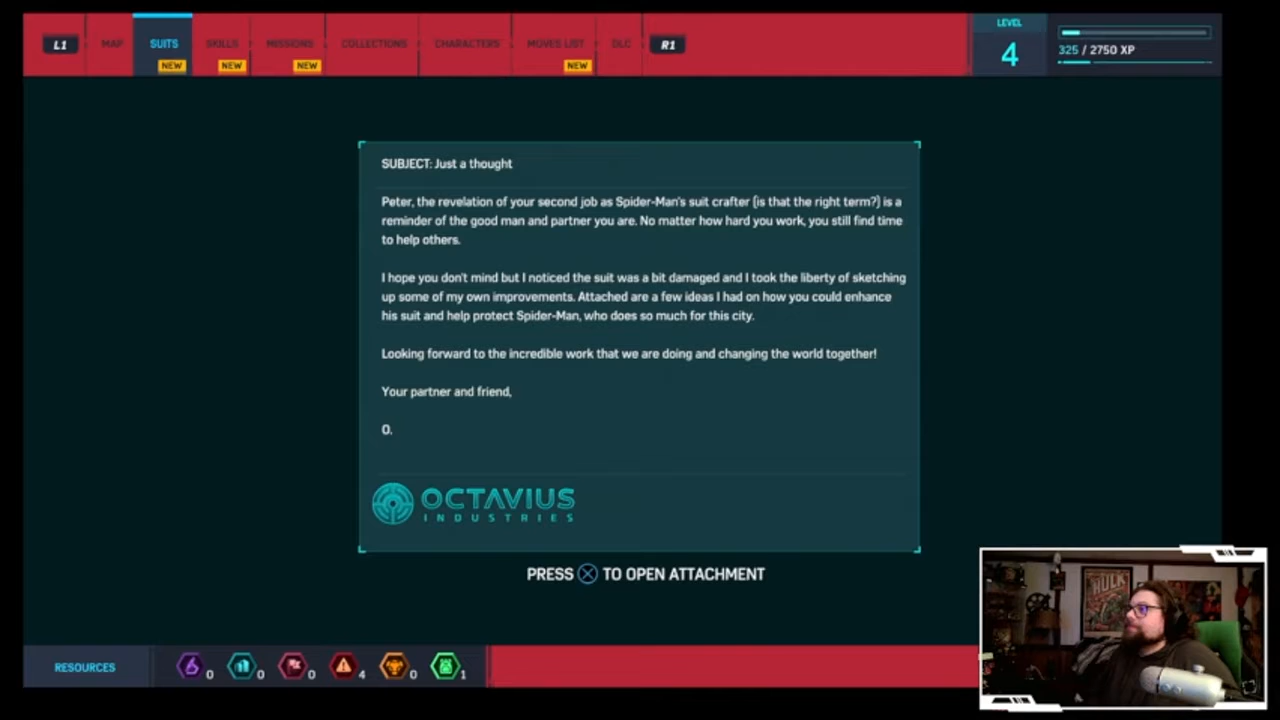 L1 MAP SUITS SKILLS MISSIONS COLLECTIONS CHARACTERS MOVES LIST DLC R1
NEW NEW NEW NEW
LEVEL
4
325 / 2750 XP
SUBJECT: Just a thought
Peter, the revelation of your second job as Spider-Man's suit crafter (is that the right term?) is a
reminder of the good man and partner you are. No matter how hard you work, you still find time
to help others.
I hope you don't mind but I noticed the suit was a bit damaged and I took the liberty of sketching
up some of my own improvements. Attached are a few ideas I had on how you could enhance
his suit and help protect Spider-Man, who does so much for this city.
Looking forward to the incredible work that we are doing and changing the world together!
Your partner and friend,
O.
OCTAVIUS
INDUSTRIES
PRESS TO OPEN ATTACHMENT
HULK
RESOURCES 0 0 0 4 0 1